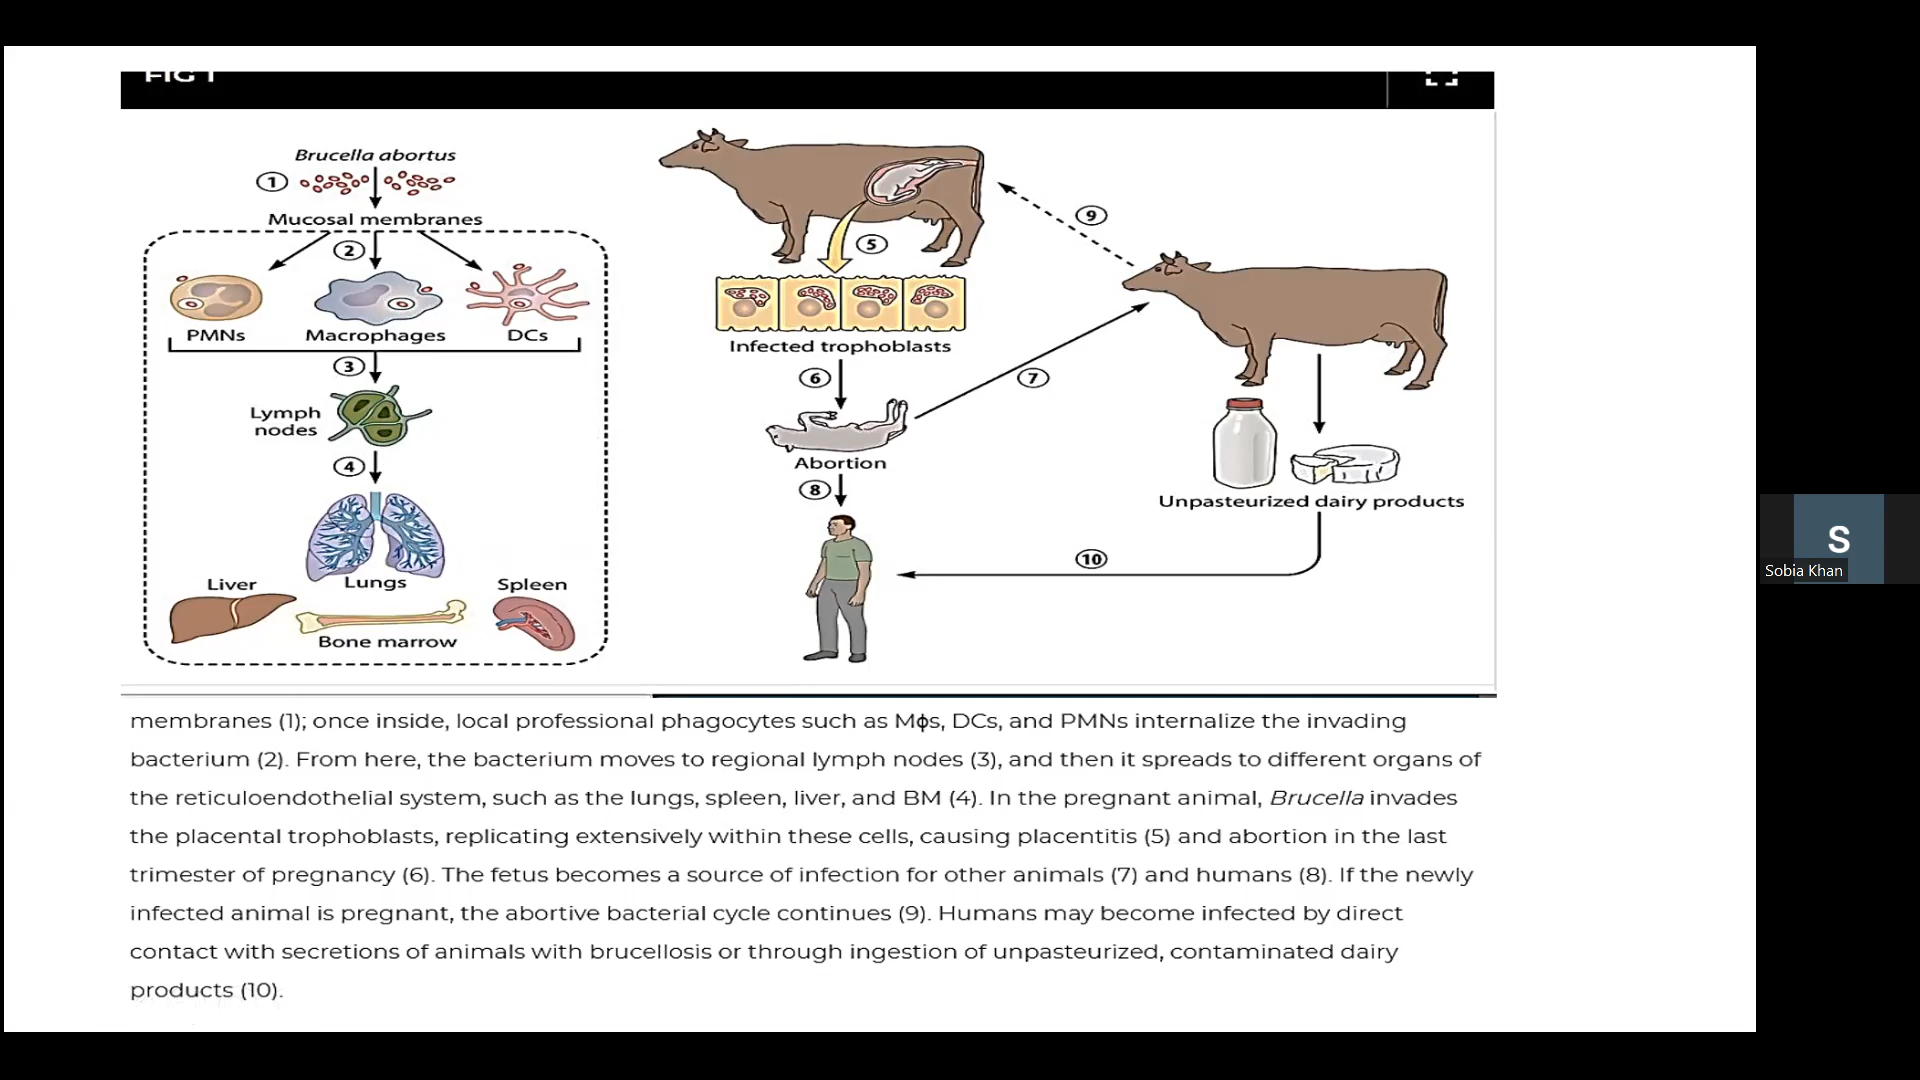 FIG 1
Brucella abortus
1
Mucosal membranes
2
PMNs
Macrophages
DCs
3
Lymph
nodes
4
Liver
Lungs
Spleen
Bone marrow
5
Infected trophoblasts
6
Abortion
7
8
9
Unpasteurized dairy products
10
membranes (1); once inside, local professional phagocytes such as Mϕs, DCs, and PMNs internalize the invading
bacterium (2). From here, the bacterium moves to regional lymph nodes (3), and then it spreads to different organs of
the reticuloendothelial system, such as the lungs, spleen, liver, and BM (4). In the pregnant animal, Brucella invades
the placental trophoblasts, replicating extensively within these cells, causing placentitis (5) and abortion in the last
trimester of pregnancy (6). The fetus becomes a source of infection for other animals (7) and humans (8). If the newly
infected animal is pregnant, the abortive bacterial cycle continues (9). Humans may become infected by direct
contact with secretions of animals with brucellosis or through ingestion of unpasteurized, contaminated dairy
products (10).
S
Sobia Khan